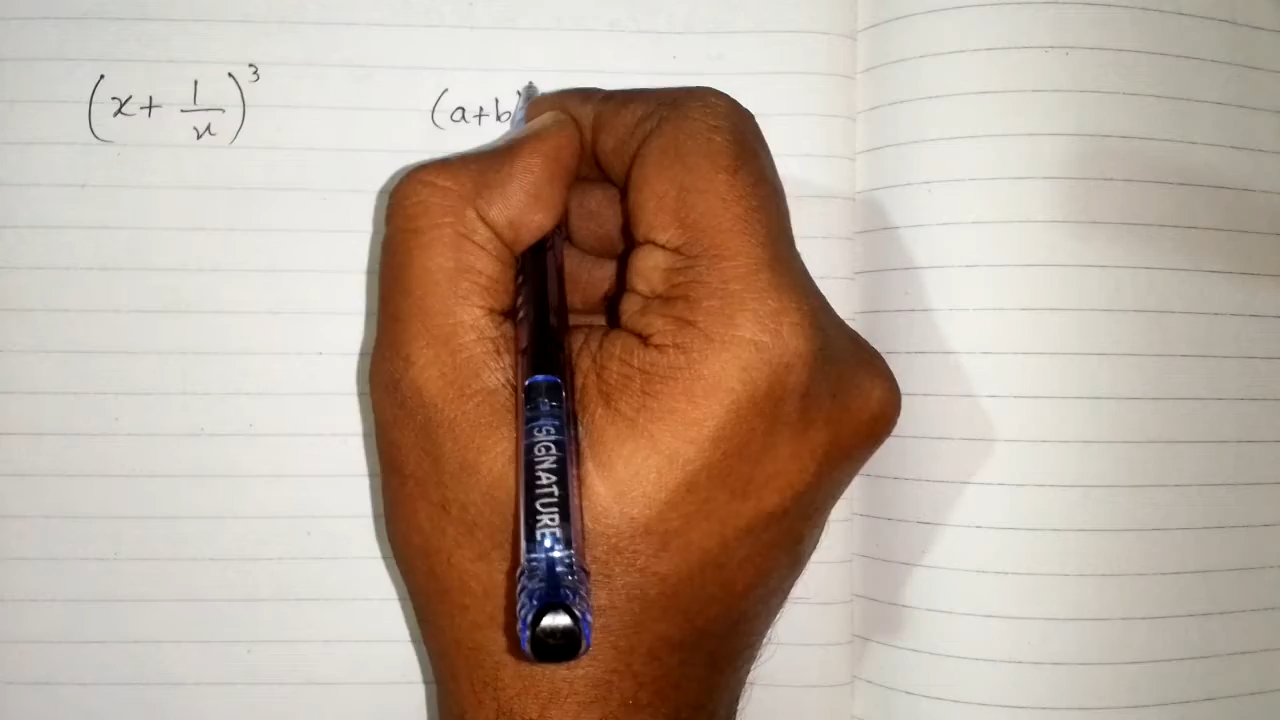 (x + 1/x)³ (a+b)
SIGNATURE